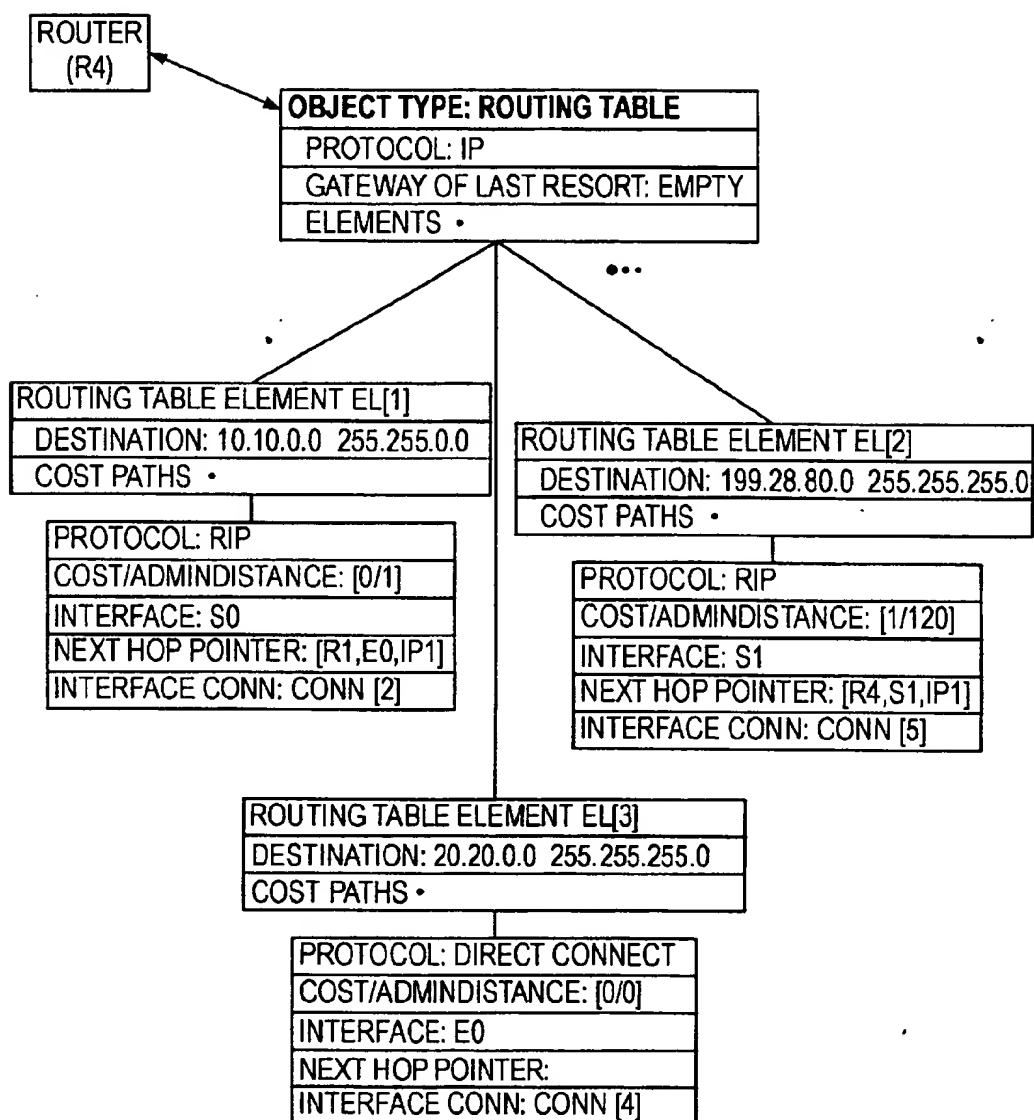 ROUTER
(R4)
OBJECT TYPE: ROUTING TABLE
PROTOCOL: IP
GATEWAY OF LAST RESORT: EMPTY
ELEMENTS •
ROUTING TABLE ELEMENT EL[1]
DESTINATION: 10.10.0.0 255.255.0.0
COST PATHS •
PROTOCOL: RIP
COST/ADMINDISTANCE: [0/1]
INTERFACE: S0
NEXT HOP POINTER: [R1,E0,IP1]
INTERFACE CONN: CONN [2]
ROUTING TABLE ELEMENT EL[2]
DESTINATION: 199.28.80.0 255.255.255.0
COST PATHS •
PROTOCOL: RIP
COST/ADMINDISTANCE: [1/120]
INTERFACE: S1
NEXT HOP POINTER: [R4,S1,IP1]
INTERFACE CONN: CONN [5]
ROUTING TABLE ELEMENT EL[3]
DESTINATION: 20.20.0.0 255.255.255.0
COST PATHS •
PROTOCOL: DIRECT CONNECT
COST/ADMINDISTANCE: [0/0]
INTERFACE: E0
NEXT HOP POINTER:
INTERFACE CONN: CONN [4]